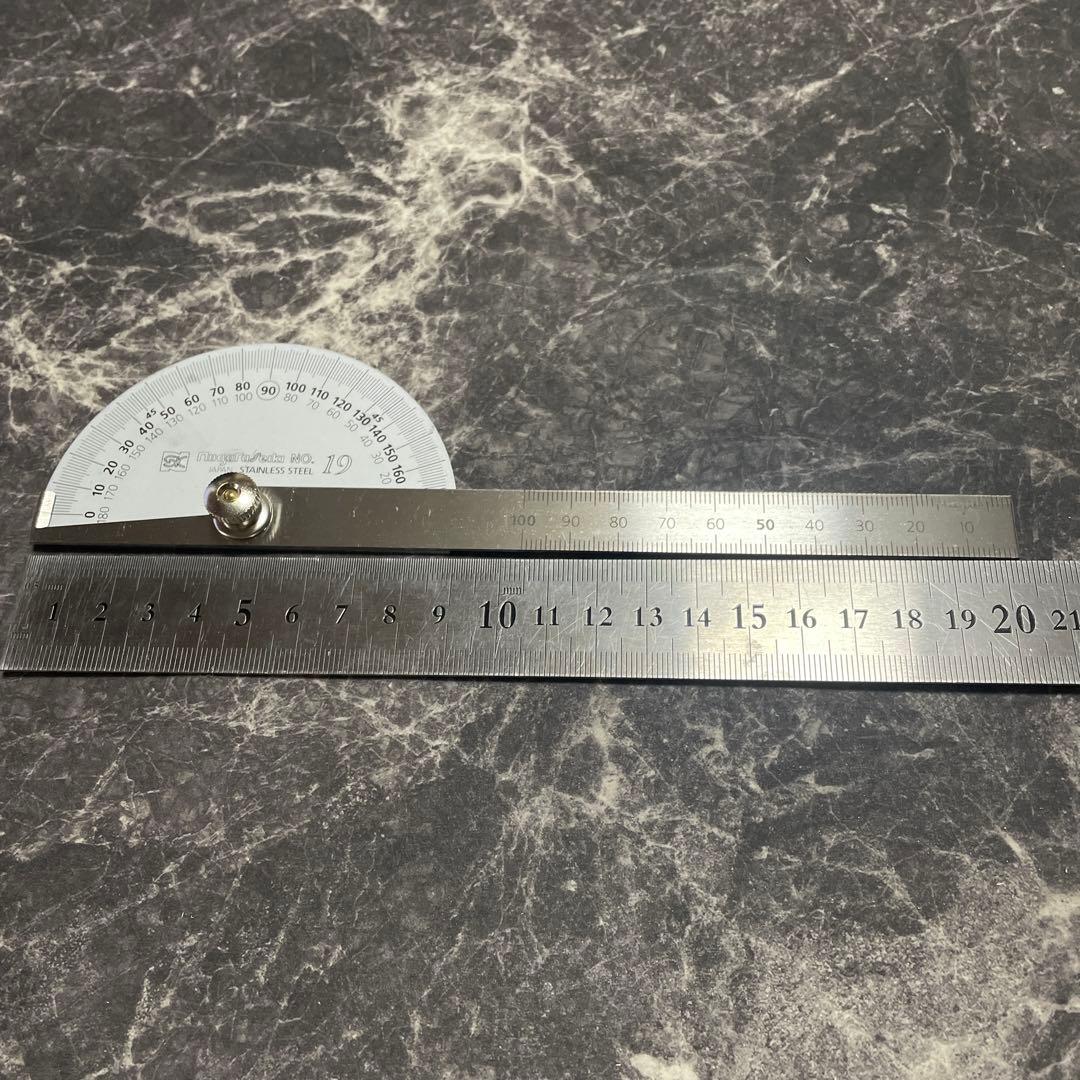 0 10 20 30 40 45 50 60 70 80 90 100 110 120 130 45 140 150 160
180 170 160 150 140 130 120 110 100 80 70 60 50 40 30 20
SK NiigataSeiki NO. 19
JAPAN STAINLESS STEEL
100 90 80 70 60 50 40 30 20 10
mm
1 2 3 4 5 6 7 8 9 10 11 12 13 14 15 16 17 18 19 20 21